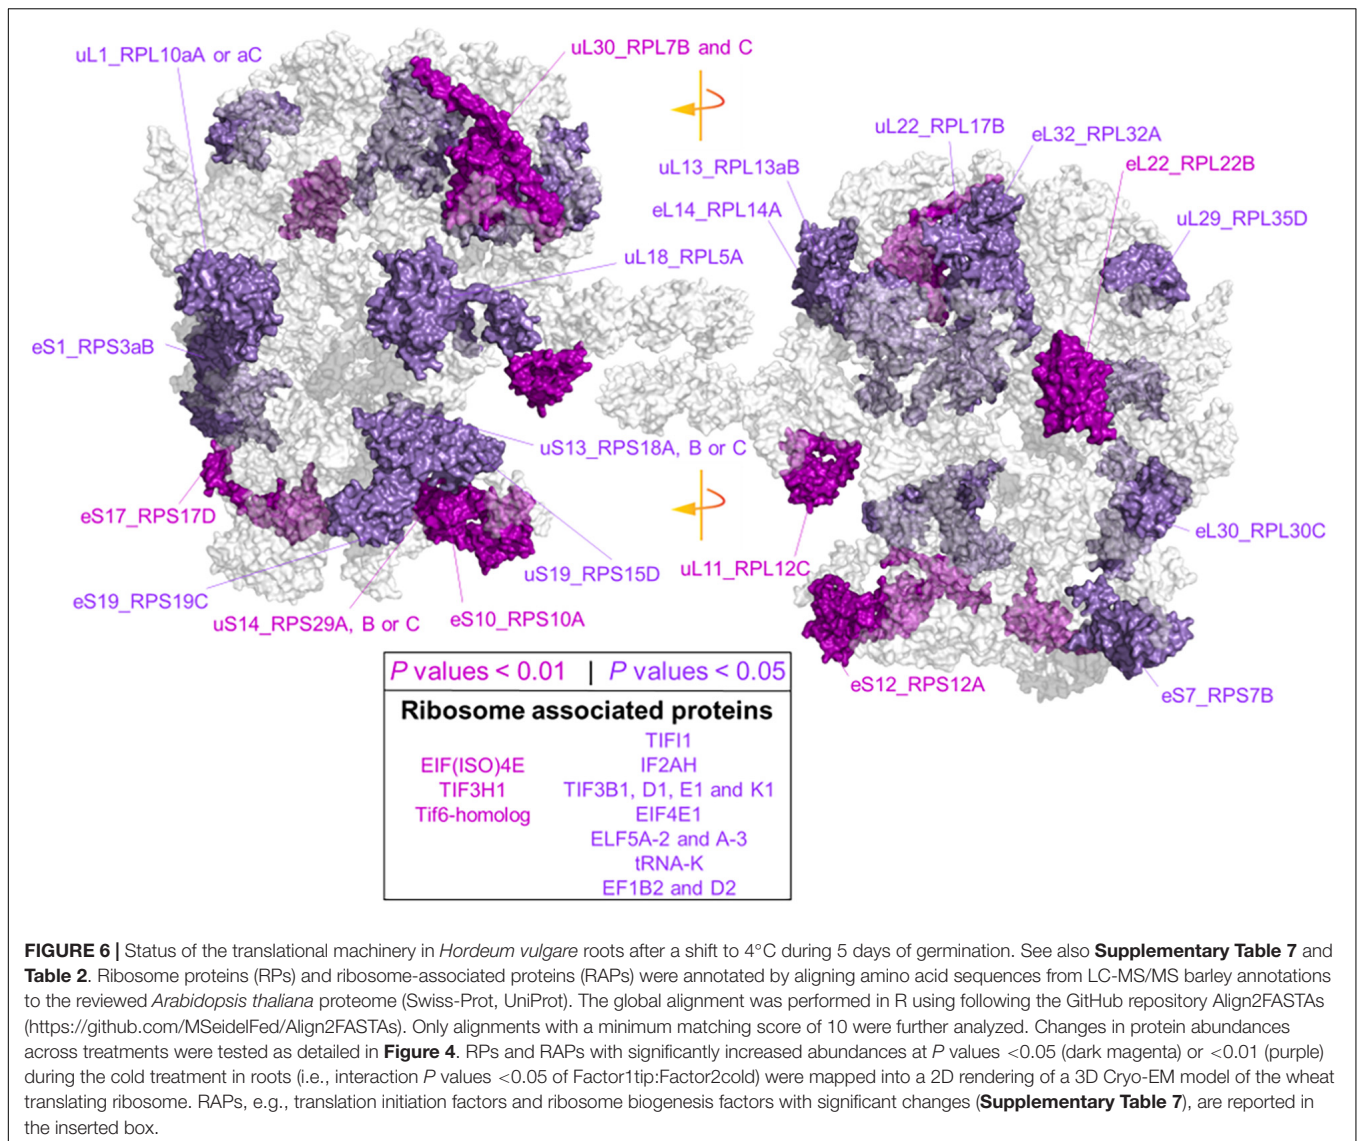 uL1_RPL10aA or aC
uL30_RPL7B and C
uL22_RPL17B
eL32_RPL32A
uL13_RPL13aB
eL22_RPL22B
eL14_RPL14A
uL29_RPL35D
uL18_RPL5A
eS1_RPS3aB
uS13_RPS18A, B or C
eS17_RPS17D
eL30_RPL30C
uL11_RPL12C
uS19_RPS15D
eS19_RPS19C
uS14_RPS29A, B or C
eS10_RPS10A
eS12_RPS12A
eS7_RPS7B
P values < 0.01 | P values < 0.05
Ribosome associated proteins
EIF(ISO)4E
TIF3H1
Tif6-homolog
TIFI1
IF2AH
TIF3B1, D1, E1 and K1
EIF4E1
ELF5A-2 and A-3
tRNA-K
EF1B2 and D2
FIGURE 6 | Status of the translational machinery in Hordeum vulgare roots after a shift to 4°C during 5 days of germination. See also Supplementary Table 7 and
Table 2. Ribosome proteins (RPs) and ribosome-associated proteins (RAPs) were annotated by aligning amino acid sequences from LC-MS/MS barley annotations
to the reviewed Arabidopsis thaliana proteome (Swiss-Prot, UniProt). The global alignment was performed in R using following the GitHub repository Align2FASTAs
(https://github.com/MSeidelFed/Align2FASTAs). Only alignments with a minimum matching score of 10 were further analyzed. Changes in protein abundances
across treatments were tested as detailed in Figure 4. RPs and RAPs with significantly increased abundances at P values <0.05 (dark magenta) or <0.01 (purple)
during the cold treatment in roots (i.e., interaction P values <0.05 of Factor1tip:Factor2cold) were mapped into a 2D rendering of a 3D Cryo-EM model of the wheat
translating ribosome. RAPs, e.g., translation initiation factors and ribosome biogenesis factors with significant changes (Supplementary Table 7), are reported in
the inserted box.